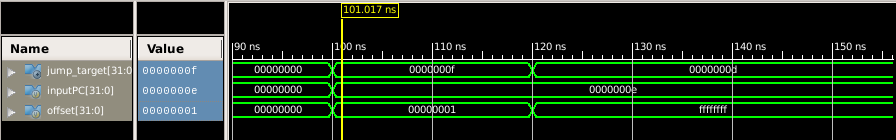 101.017 ns
Name Value 90 ns 100 ns 110 ns 120 ns 130 ns 140 ns 150 ns
jump_target[31:0 0000000f 00000000 0000000f 0000000d
inputPC[31:0] 0000000e 00000000 0000000e
offset[31:0] 00000001 00000000 00000001 ffffffff